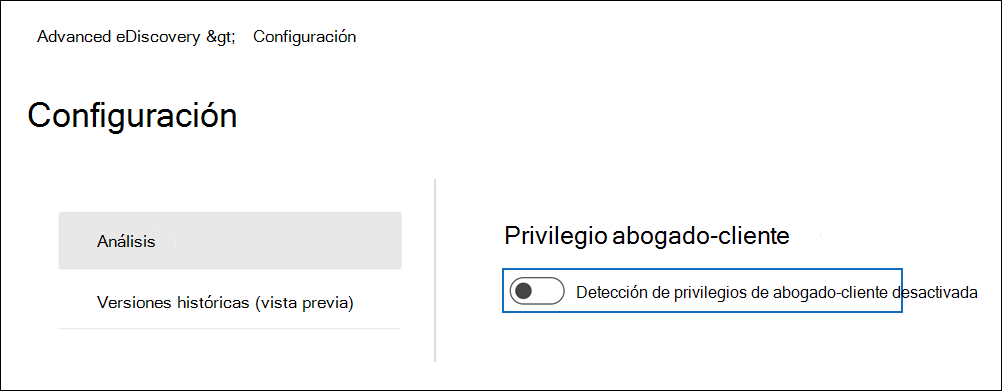 Advanced eDiscovery &gt; Configuración
Configuración
Análisis
Versiones históricas (vista previa)
Privilegio abogado-cliente
Detección de privilegios de abogado-cliente desactivada